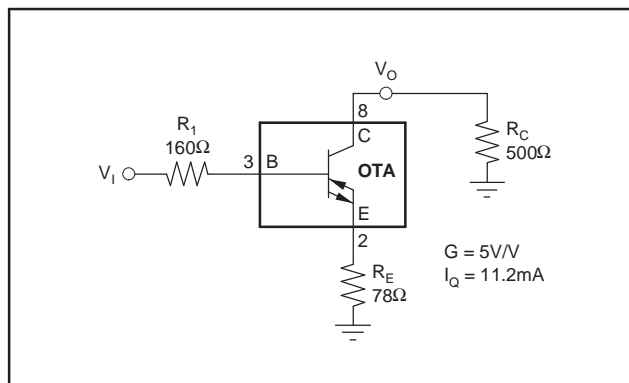 V_O
8
R_1
160Ω
C
R_C
500Ω
V_I
3
B
OTA
E
2
G = 5V/V
I_Q = 11.2mA
R_E
78Ω